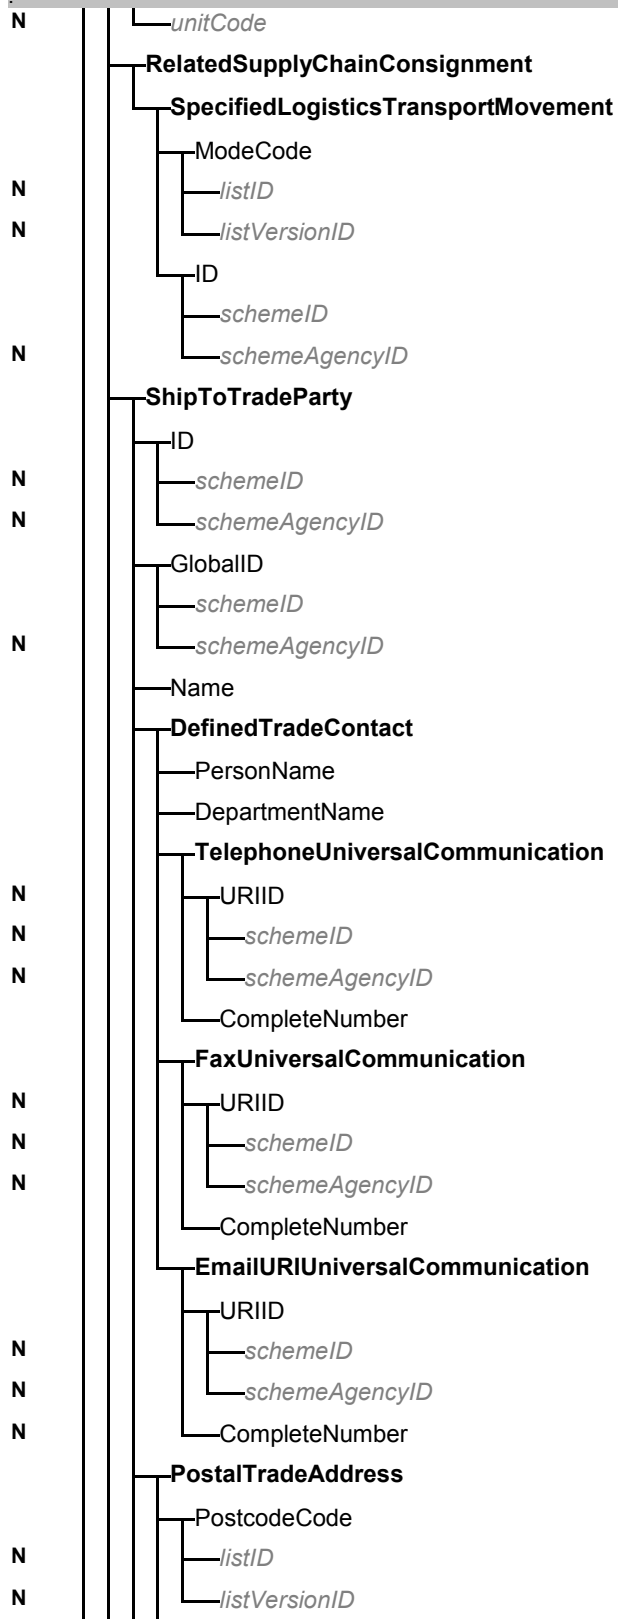 N unitCode
RelatedSupplyChainConsignment
SpecifiedLogisticsTransportMovement
ModeCode
N listID
N listVersionID
ID
schemeID
N schemeAgencyID
ShipToTradeParty
ID
N schemeID
N schemeAgencyID
GlobalID
schemeID
N schemeAgencyID
Name
DefinedTradeContact
PersonName
DepartmentName
TelephoneUniversalCommunication
N URIID
N schemeID
N schemeAgencyID
CompleteNumber
FaxUniversalCommunication
N URIID
N schemeID
N schemeAgencyID
CompleteNumber
EmailURIUniversalCommunication
URIID
N schemeID
N schemeAgencyID
N CompleteNumber
PostalTradeAddress
PostcodeCode
N listID
N listVersionID